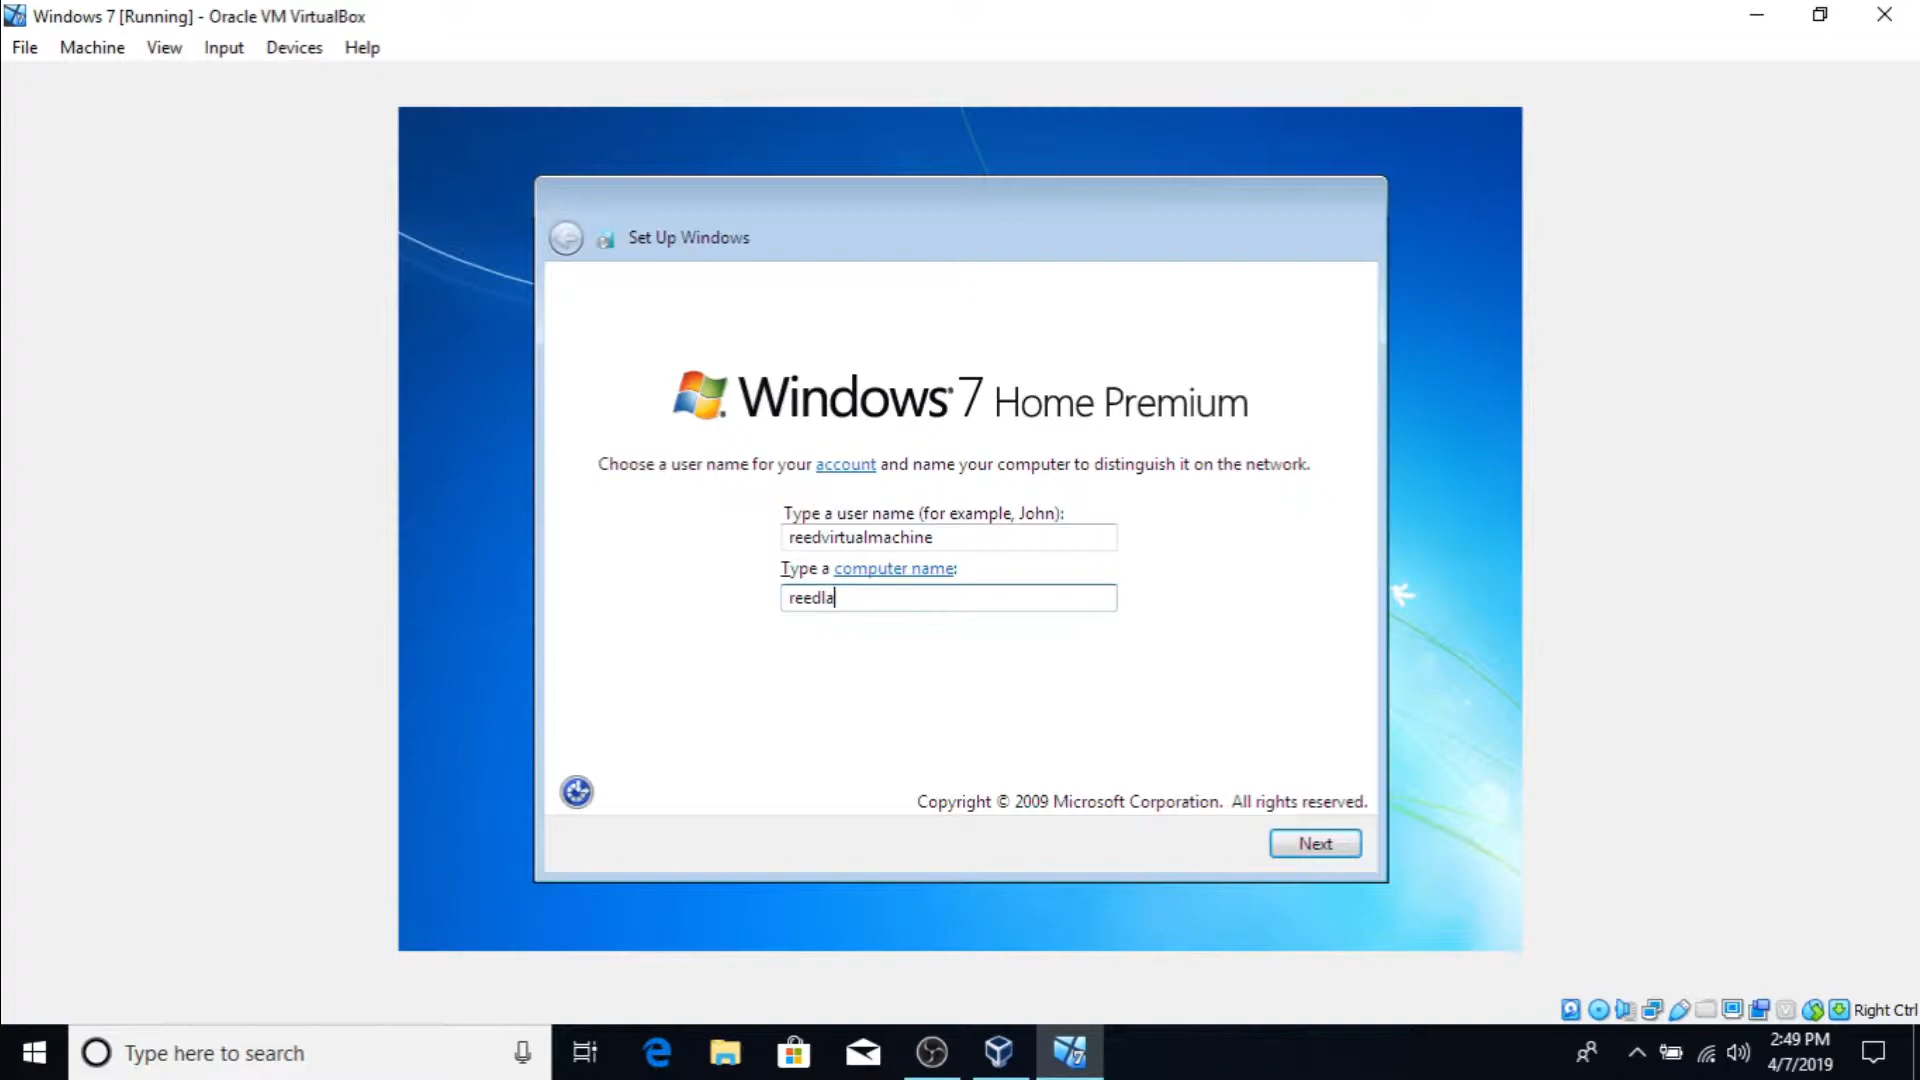 Windows 7 [Running] - Oracle VM VirtualBox
File Machine View Input Devices Help
Set Up Windows
Windows 7 Home Premium
Choose a user name for your account and name your computer to distinguish it on the network.
Type a user name (for example, John):
reedvirtualmachine
Type a computer name:
reedla
Copyright © 2009 Microsoft Corporation. All rights reserved.
Next
Right Ctrl
Type here to search
2:49 PM
4/7/2019